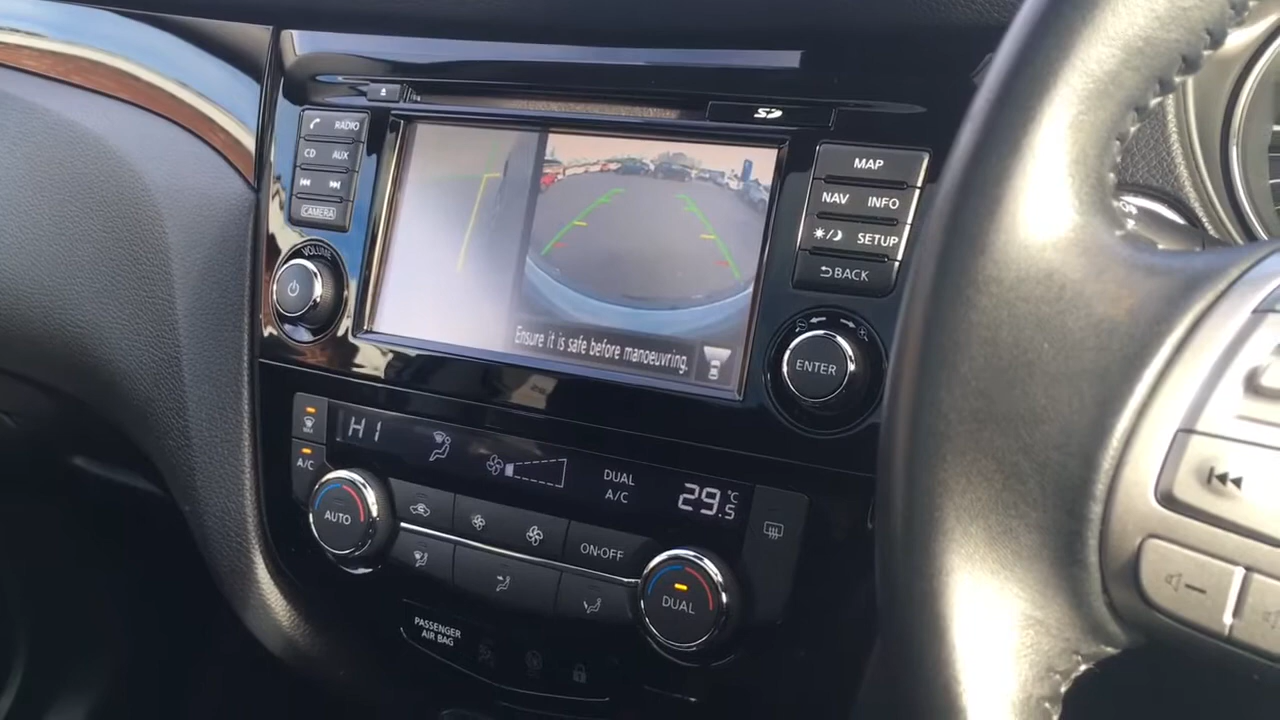 SD
RADIO
CD AUX
CAMERA
VOLUME
MAP
NAV INFO
SETUP
BACK
ENTER
Ensure it is safe before manoeuvring.
MAX
A/C
HI
DUAL
A/C
29.5 °C
AUTO
ON·OFF
DUAL
PASSENGER
AIR BAG